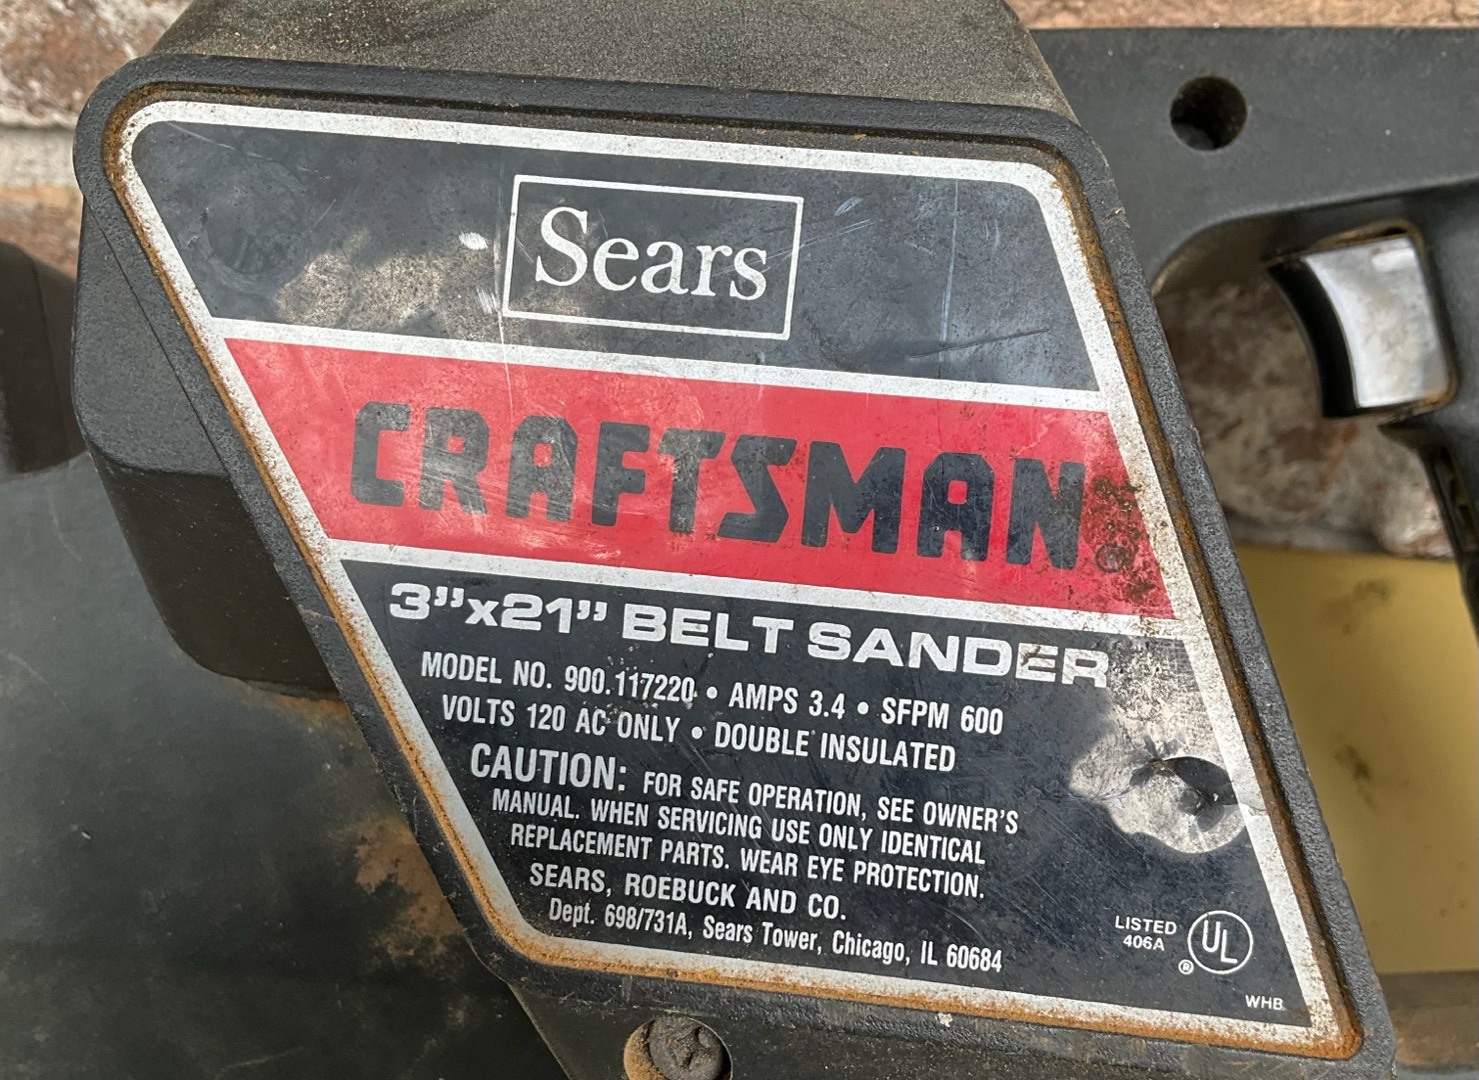 Sears
CRAFTSMAN®
3"x21" BELT SANDER
MODEL NO. 900.117220 • AMPS 3.4 • SFPM 600
VOLTS 120 AC ONLY • DOUBLE INSULATED
CAUTION: FOR SAFE OPERATION, SEE OWNER'S
MANUAL. WHEN SERVICING USE ONLY IDENTICAL
REPLACEMENT PARTS. WEAR EYE PROTECTION.
SEARS, ROEBUCK AND CO.
Dept. 698/731A, Sears Tower, Chicago, IL 60684
LISTED
406A
UL
®
WHB